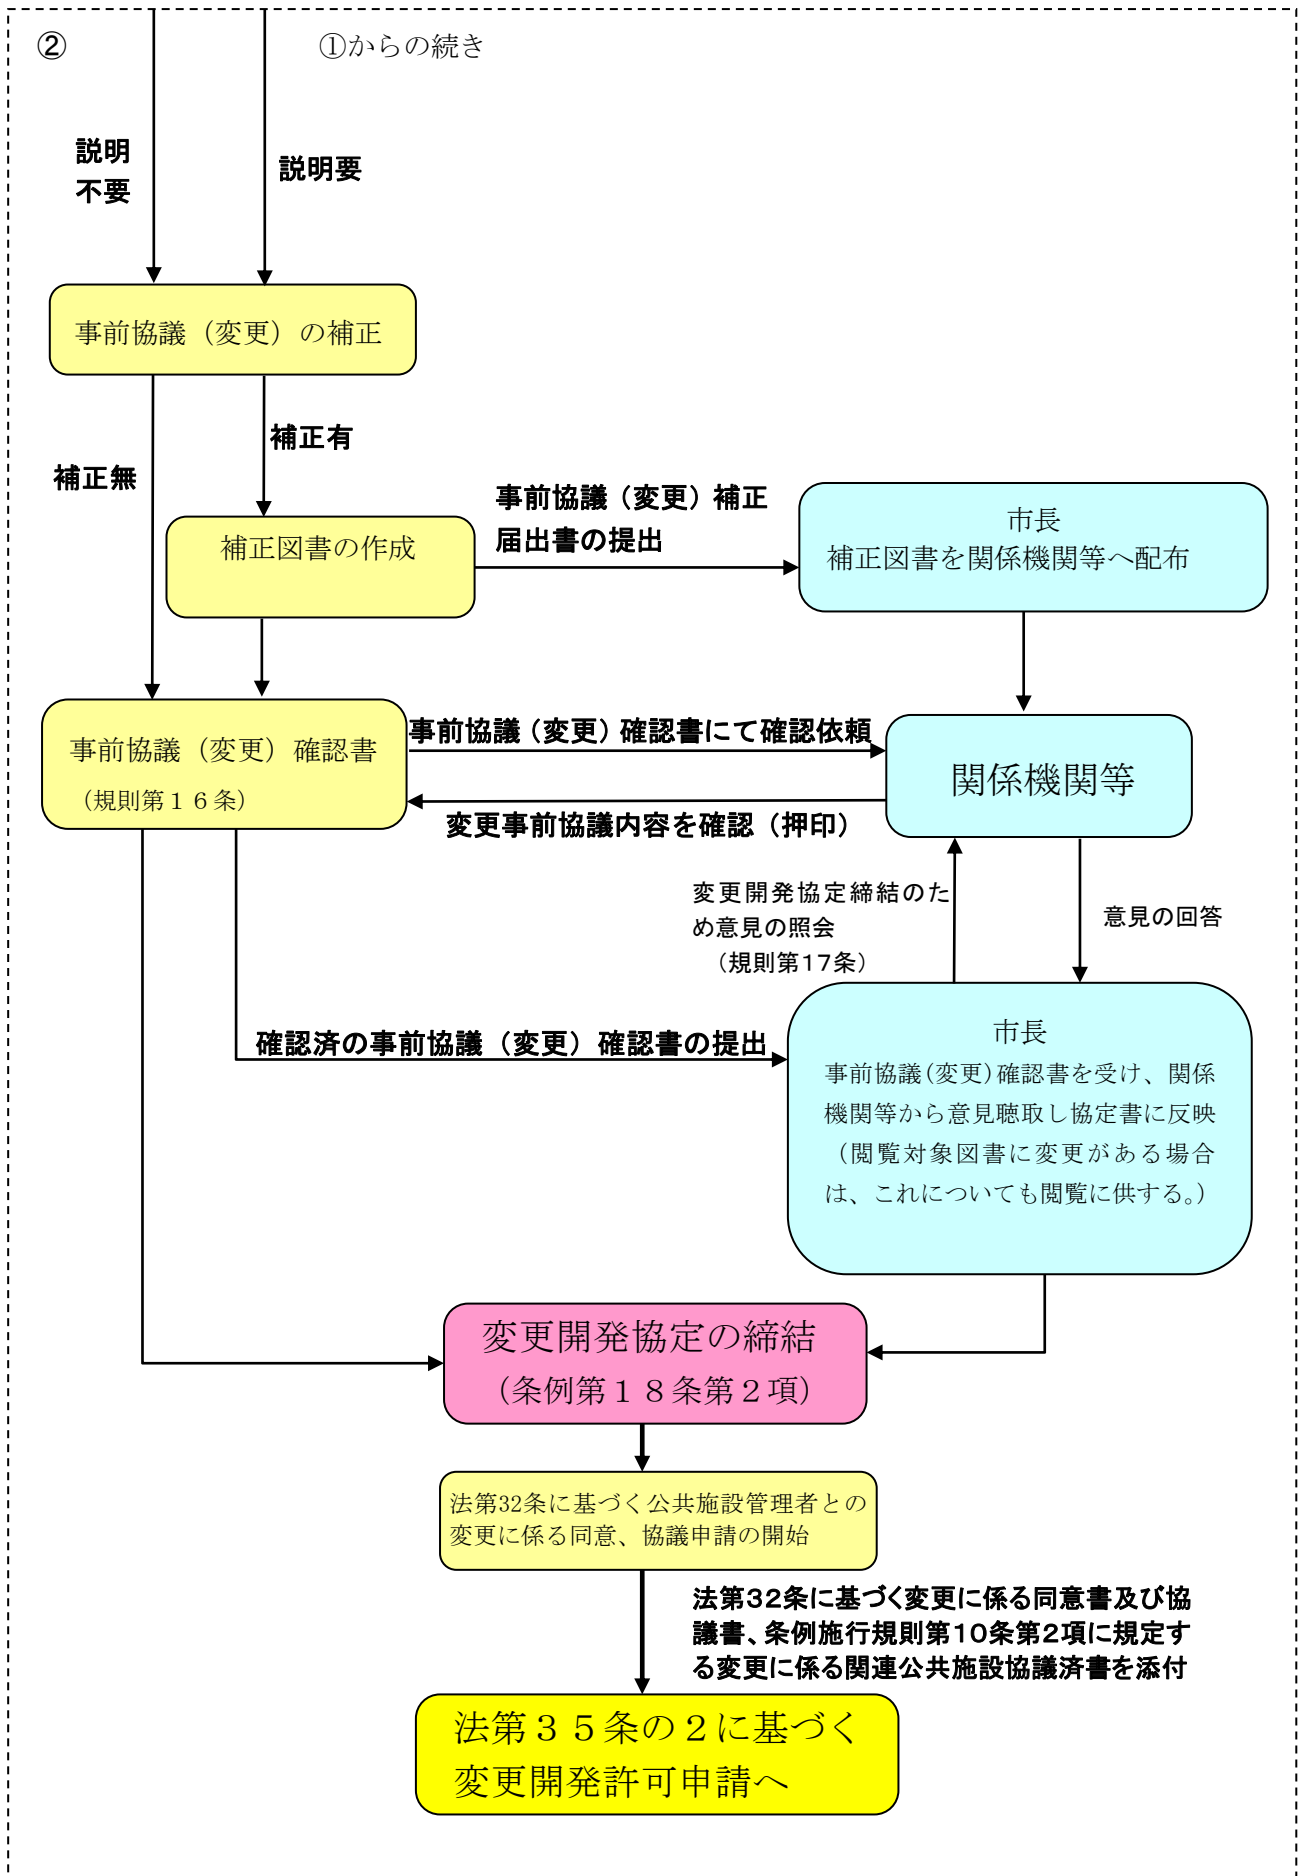 ②
①からの続き
説明
不要
説明要
事前協議（変更）の補正
補正有
補正無
事前協議（変更）補正
届出書の提出
市長
補正図書を関係機関等へ配布
補正図書の作成
事前協議（変更）確認書にて確認依頼
事前協議（変更）確認書
（規則第１６条）
関係機関等
変更事前協議内容を確認（押印）
変更開発協定締結のた
め意見の照会
（規則第17条）
意見の回答
確認済の事前協議（変更）確認書の提出
市長
事前協議(変更)確認書を受け、関係
機関等から意見聴取し協定書に反映
（閲覧対象図書に変更がある場合
は、これについても閲覧に供する。）
変更開発協定の締結
（条例第１８条第２項）
法第32条に基づく公共施設管理者との
変更に係る同意、協議申請の開始
法第32条に基づく変更に係る同意書及び協
議書、条例施行規則第10条第2項に規定す
る変更に係る関連公共施設協議済書を添付
法第３５条の２に基づく
変更開発許可申請へ